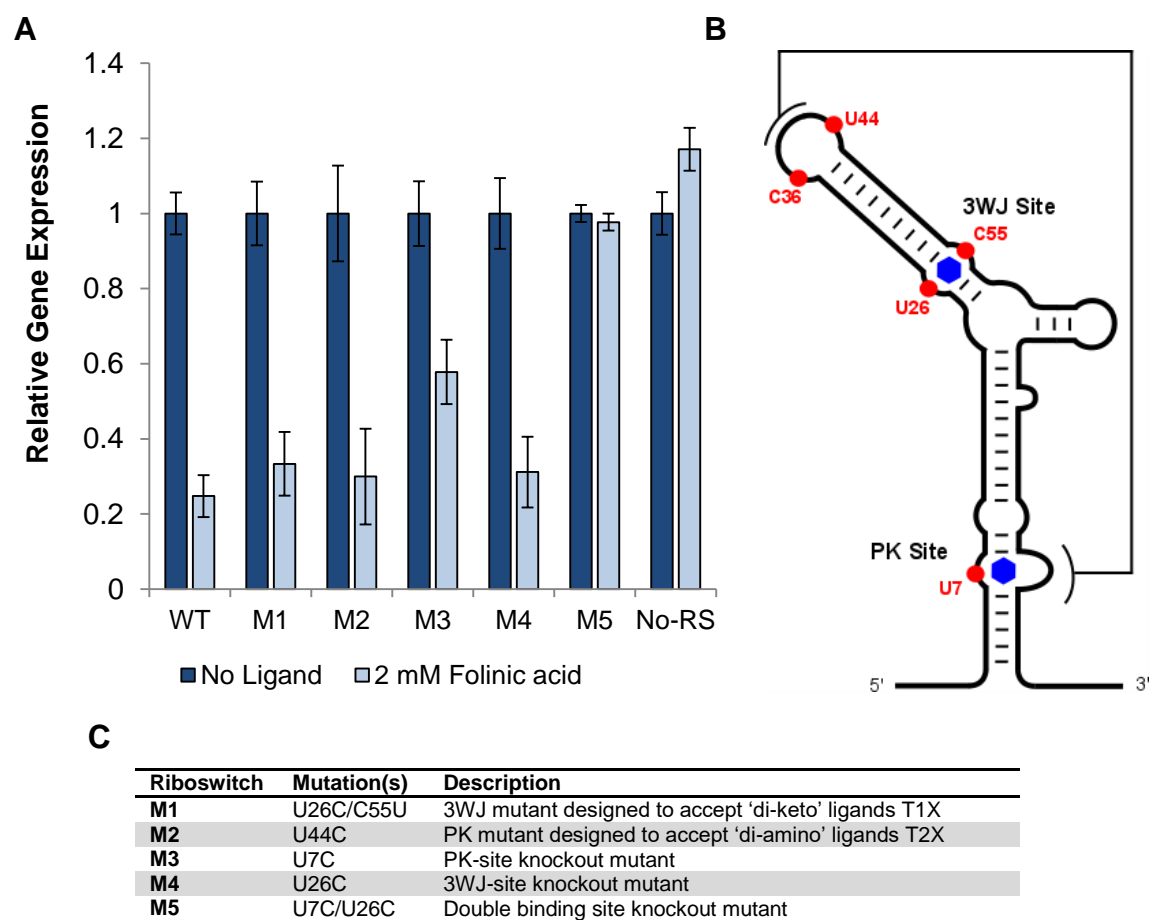 A
B
Relative Gene Expression
1.4
1.2
1
0.8
0.6
0.4
0.2
0
WT M1 M2 M3 M4 M5 No-RS
No Ligand 2 mM Folinic acid
U44
C36
3WJ Site
C55
U26
PK Site
U7
5' 3'
C
Riboswitch Mutation(s) Description
M1 U26C/C55U 3WJ mutant designed to accept 'di-keto' ligands T1X
M2 U44C PK mutant designed to accept 'di-amino' ligands T2X
M3 U7C PK-site knockout mutant
M4 U26C 3WJ-site knockout mutant
M5 U7C/U26C Double binding site knockout mutant